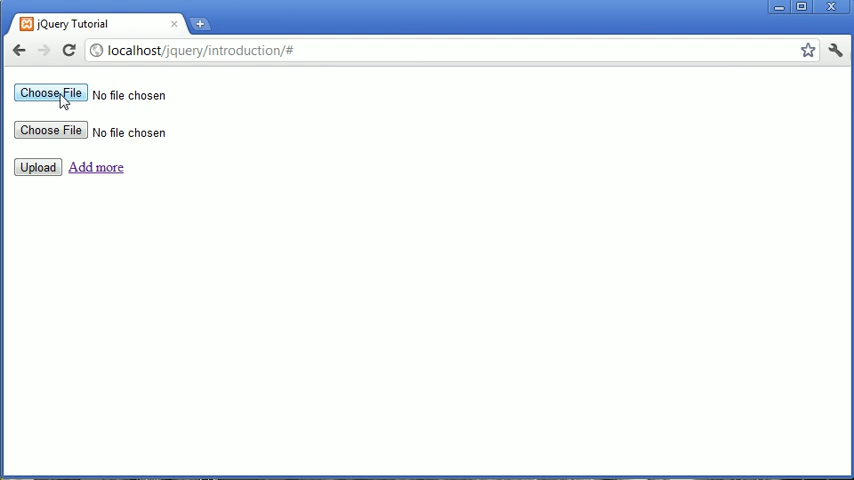 jQuery Tutorial
localhost/jquery/introduction/#
Choose File No file chosen
Choose File No file chosen
Upload Add more